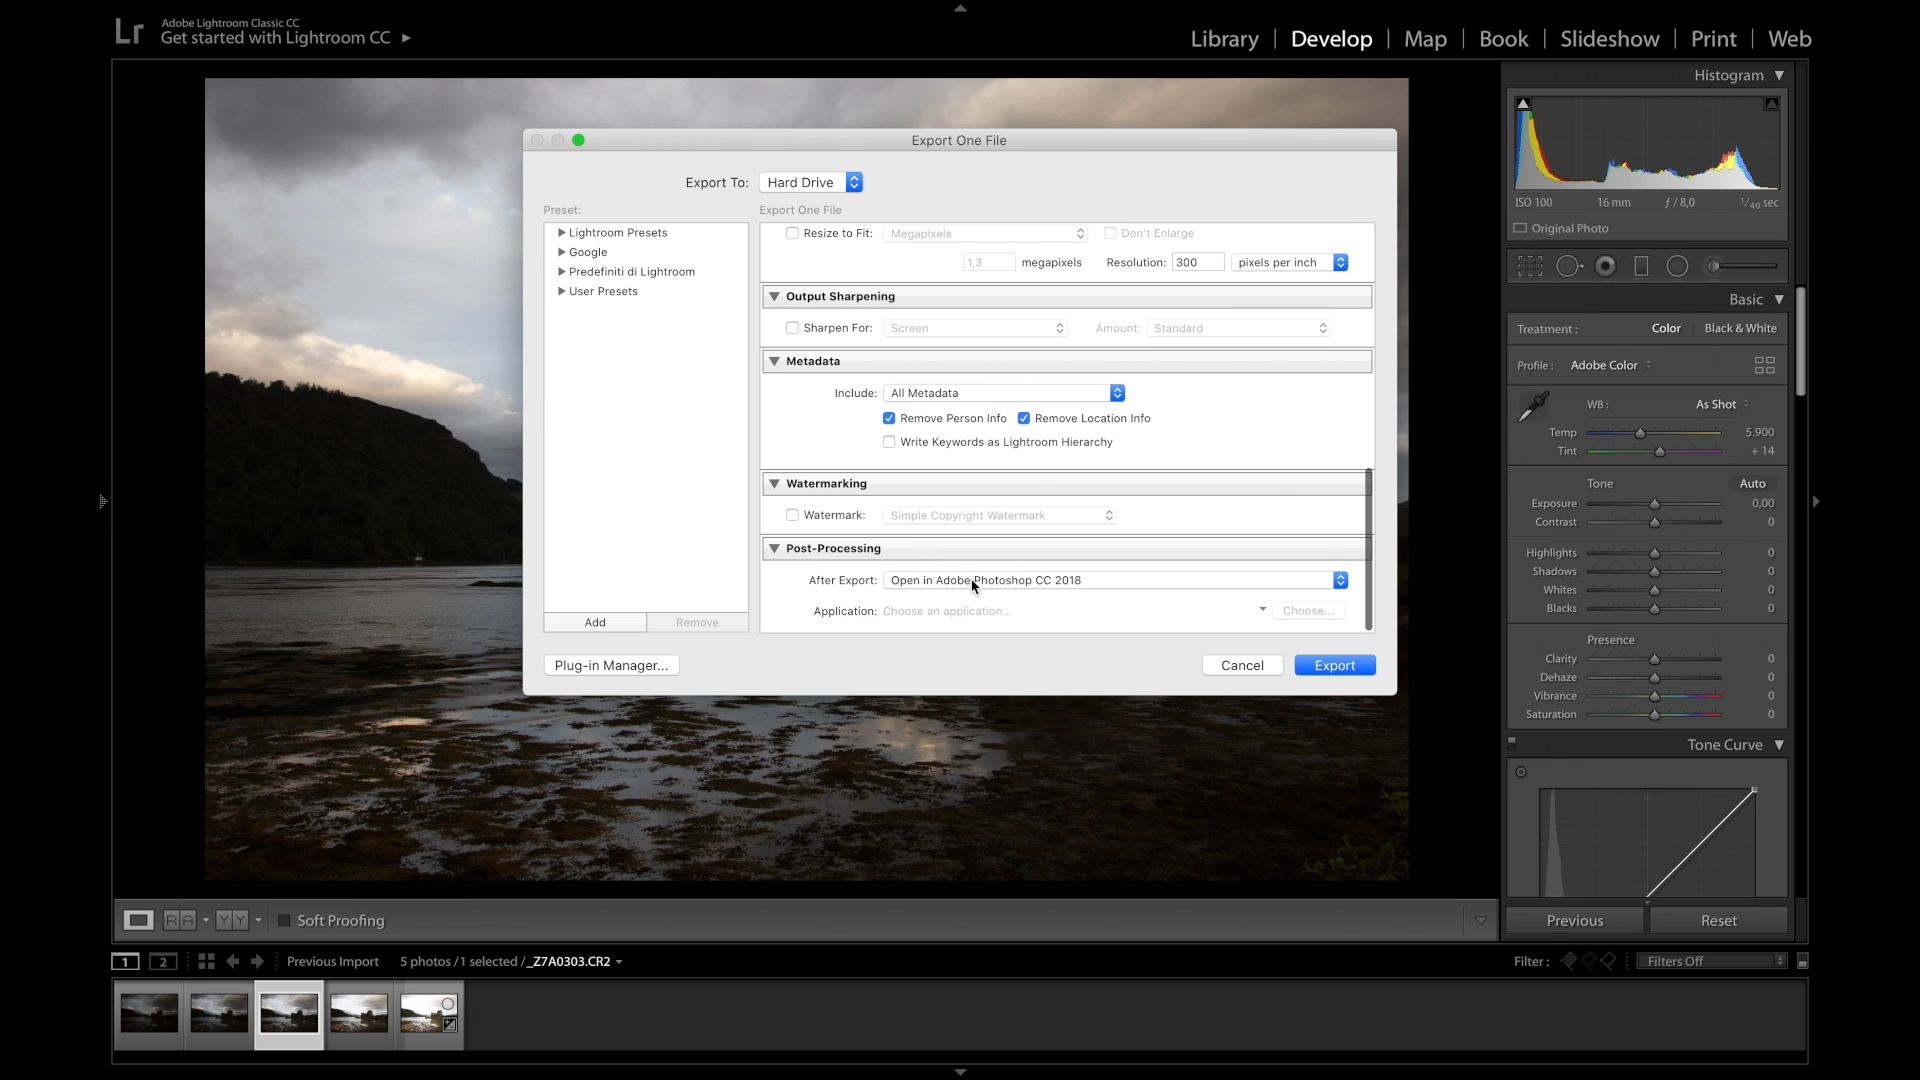 Lr
Adobe Lightroom Classic CC
Get started with Lightroom CC
Library | Develop | Map | Book | Slideshow | Print | Web
Export One File
Export To: Hard Drive
Preset:
Lightroom Presets
Google
Predefiniti di Lightroom
User Presets
Add
Remove
Export One File
Resize to Fit: Megapixels Don't Enlarge
1,3 megapixels Resolution: 300 pixels per inch
Output Sharpening
Sharpen For: Screen Amount: Standard
Metadata
Include: All Metadata
Remove Person Info Remove Location Info
Write Keywords as Lightroom Hierarchy
Watermarking
Watermark: Simple Copyright Watermark
Post-Processing
After Export: Open in Adobe Photoshop CC 2018
Application: Choose an application... Choose...
Plug-in Manager...
Cancel
Export
Histogram
ISO 100 16 mm ƒ / 8,0 1/40 sec
Original Photo
Basic
Treatment : Color Black & White
Profile : Adobe Color
WB : As Shot
Temp 5.900
Tint + 14
Tone Auto
Exposure 0,00
Contrast 0
Highlights 0
Shadows 0
Whites 0
Blacks 0
Presence
Clarity 0
Dehaze 0
Vibrance 0
Saturation 0
Tone Curve
Previous
Reset
R A
Y Y
Soft Proofing
1
2
Previous Import
5 photos / 1 selected / _Z7A0303.CR2
Filter :
Filters Off